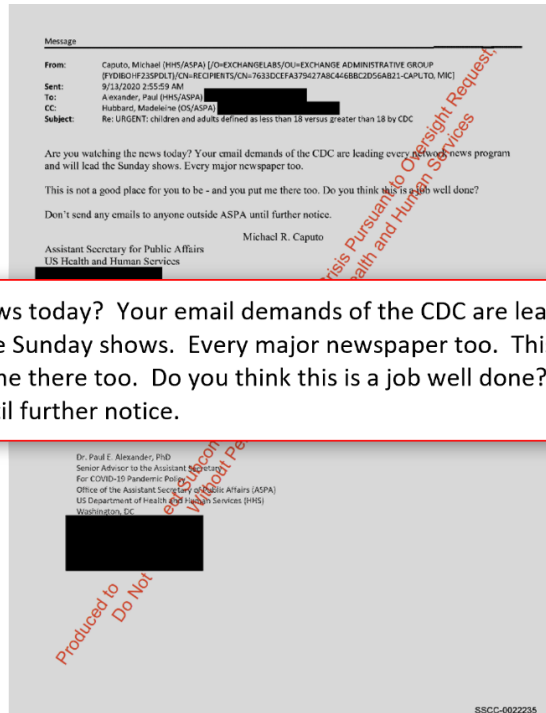 Message
From: Caputo, Michael (HHS/ASPA) [/O=EXCHANGELABS/OU=EXCHANGE ADMINISTRATIVE GROUP
(FYDIBOHF23SPDLT)/CN=RECIPIENTS/CN=7633DCEFA379427A8C446BBC2D56AB21-CAPUTO, MIC]
Sent: 9/13/2020 2:55:59 AM
To: Alexander, Paul (HHS/ASPA)
CC: Hubbard, Madeleine (OS/ASPA)
Subject: Re: URGENT: children and adults defined as less than 18 versus greater than 18 by CDC
Are you watching the news today? Your email demands of the CDC are leading every network news program
and will lead the Sunday shows. Every major newspaper too.
This is not a good place for you to be - and you put me there too. Do you think this is a job well done?
Don't send any emails to anyone outside ASPA until further notice.
Michael R. Caputo
Assistant Secretary for Public Affairs
US Health and Human Services
ws today? Your email demands of the CDC are lea
e Sunday shows. Every major newspaper too. Thi
ne there too. Do you think this is a job well done?
til further notice.
Dr. Paul E. Alexander, PhD
Senior Advisor to the Assistant Secretary
For COVID-19 Pandemic Policy
Office of the Assistant Secretary of Public Affairs (ASPA)
US Department of Health and Human Services (HHS)
Washington, DC
Produced to
Do Not
Without Pe
risis Pursuant to Oversight Request,
ealth and Human Services
SSCC-0022235